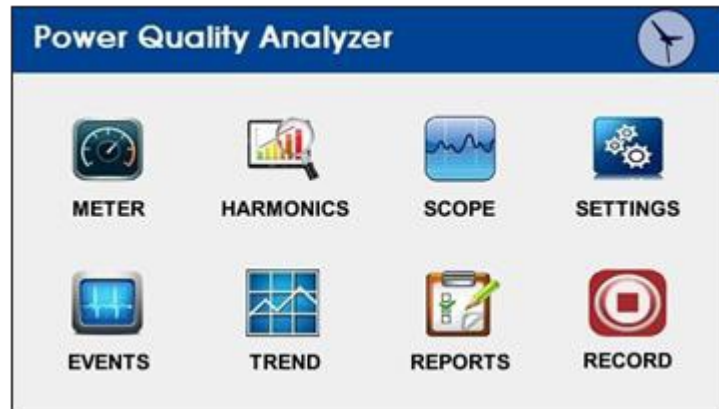 Power Quality Analyzer
METER HARMONICS SCOPE SETTINGS
EVENTS TREND REPORTS RECORD